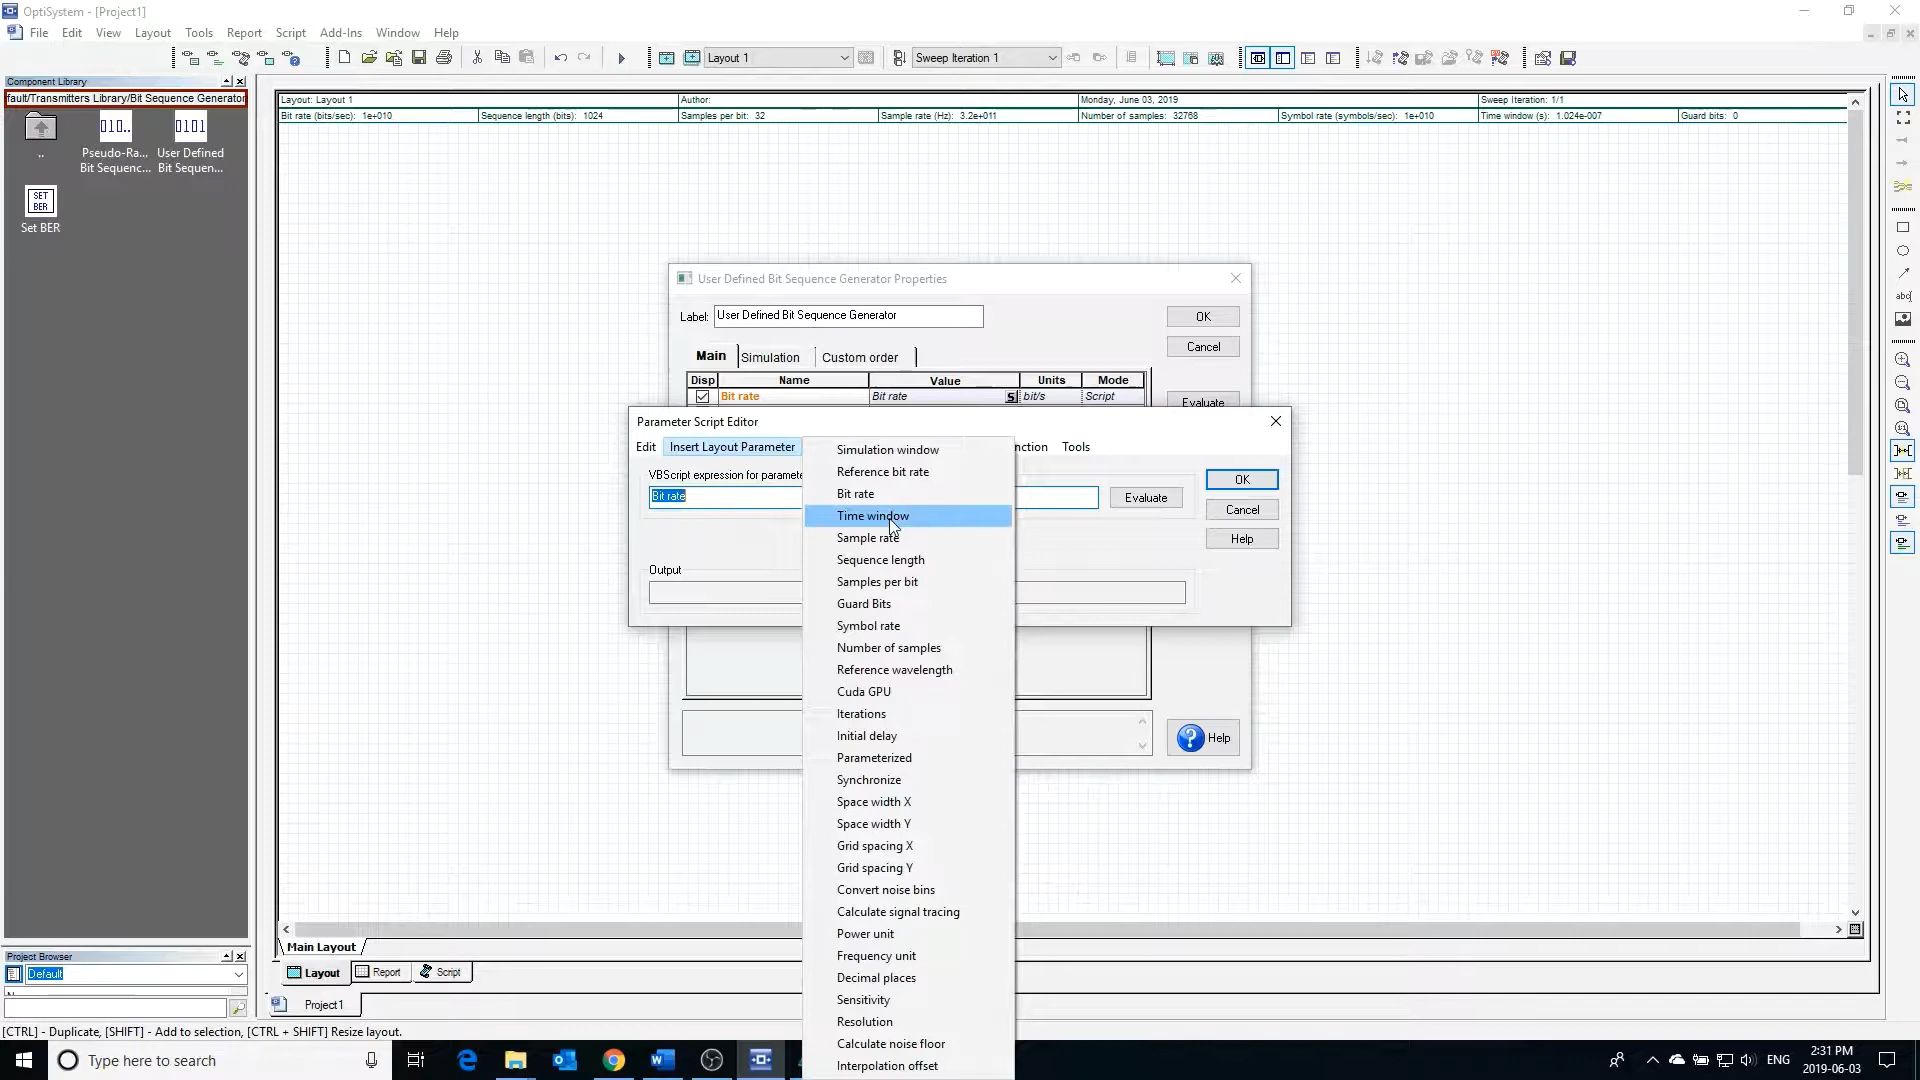 OptiSystem - [Project1]
File Edit View Layout Tools Report Script Add-Ins Window Help
Layout 1
Sweep Iteration 1
Component Library
fault/Transmitters Library/Bit Sequence Generator
..
Pseudo-Ra...
Bit Sequenc...
User Defined
Bit Sequen...
SET
BER
Set BER
Layout: Layout 1 Author: Monday, June 03, 2019 Sweep Iteration: 1/1
Bit rate (bits/sec): 1e+010 Sequence length (bits): 1024 Samples per bit: 32 Sample rate (Hz): 3.2e+011 Number of samples: 32768 Symbol rate (symbols/sec): 1e+010 Time window (s): 1.024e-007 Guard bits: 0
User Defined Bit Sequence Generator Properties
Label: User Defined Bit Sequence Generator
OK
Cancel
Main Simulation Custom order
Disp Name Value Units Mode
Bit rate Bit rate S bit/s Script
Evaluate
Parameter Script Editor
Edit Insert Layout Parameter nction Tools
VBScript expression for paramete
Bit rate
Evaluate
OK
Cancel
Help
Output
Simulation window
Reference bit rate
Bit rate
Time window
Sample rate
Sequence length
Samples per bit
Guard Bits
Symbol rate
Number of samples
Reference wavelength
Cuda GPU
Iterations
Initial delay
Parameterized
Synchronize
Space width X
Space width Y
Grid spacing X
Grid spacing Y
Convert noise bins
Calculate signal tracing
Power unit
Frequency unit
Decimal places
Sensitivity
Resolution
Calculate noise floor
Interpolation offset
Help
Main Layout
Layout Report Script
Project1
Project Browser
Default
[CTRL] - Duplicate, [SHIFT] - Add to selection, [CTRL + SHIFT] Resize layout.
Type here to search
ENG
2:31 PM
2019-06-03